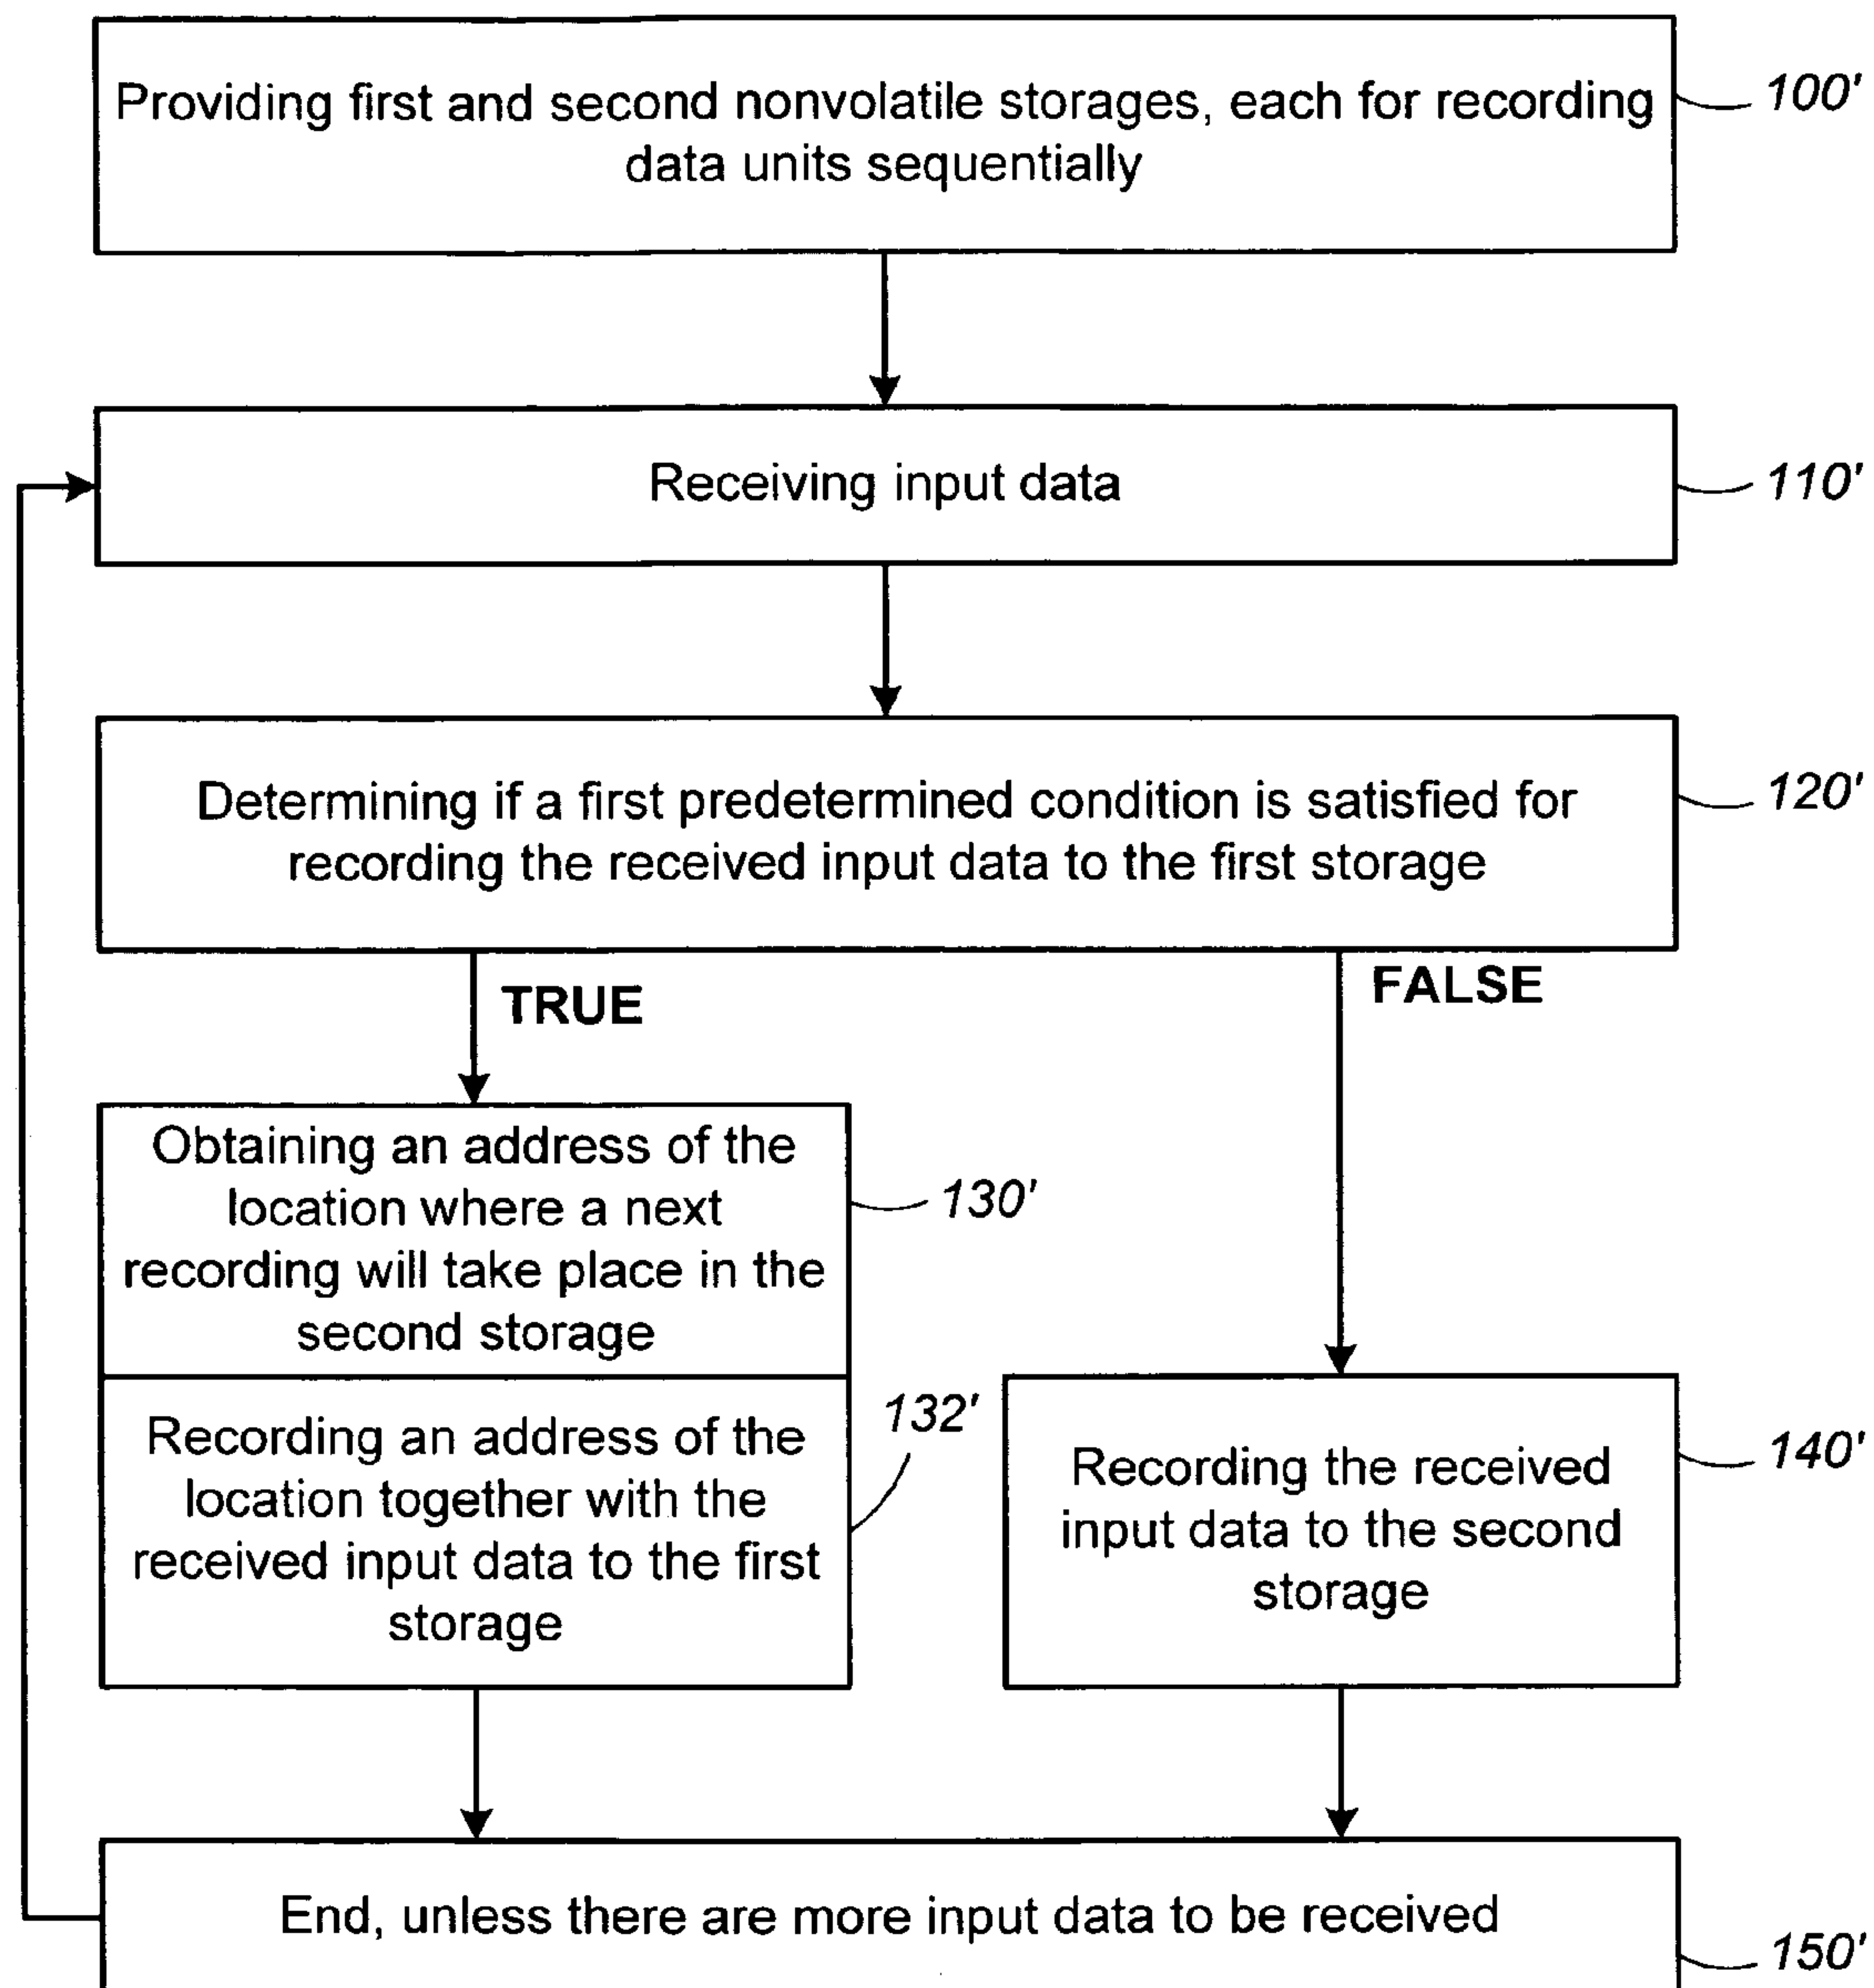 Providing first and second nonvolatile storages, each for recording
data units sequentially
100'
Receiving input data
110'
Determining if a first predetermined condition is satisfied for
recording the received input data to the first storage
120'
TRUE
FALSE
Obtaining an address of the
location where a next
recording will take place in the
second storage
130'
Recording an address of the
location together with the
received input data to the first
storage
132'
Recording the received
input data to the second
storage
140'
End, unless there are more input data to be received
150'